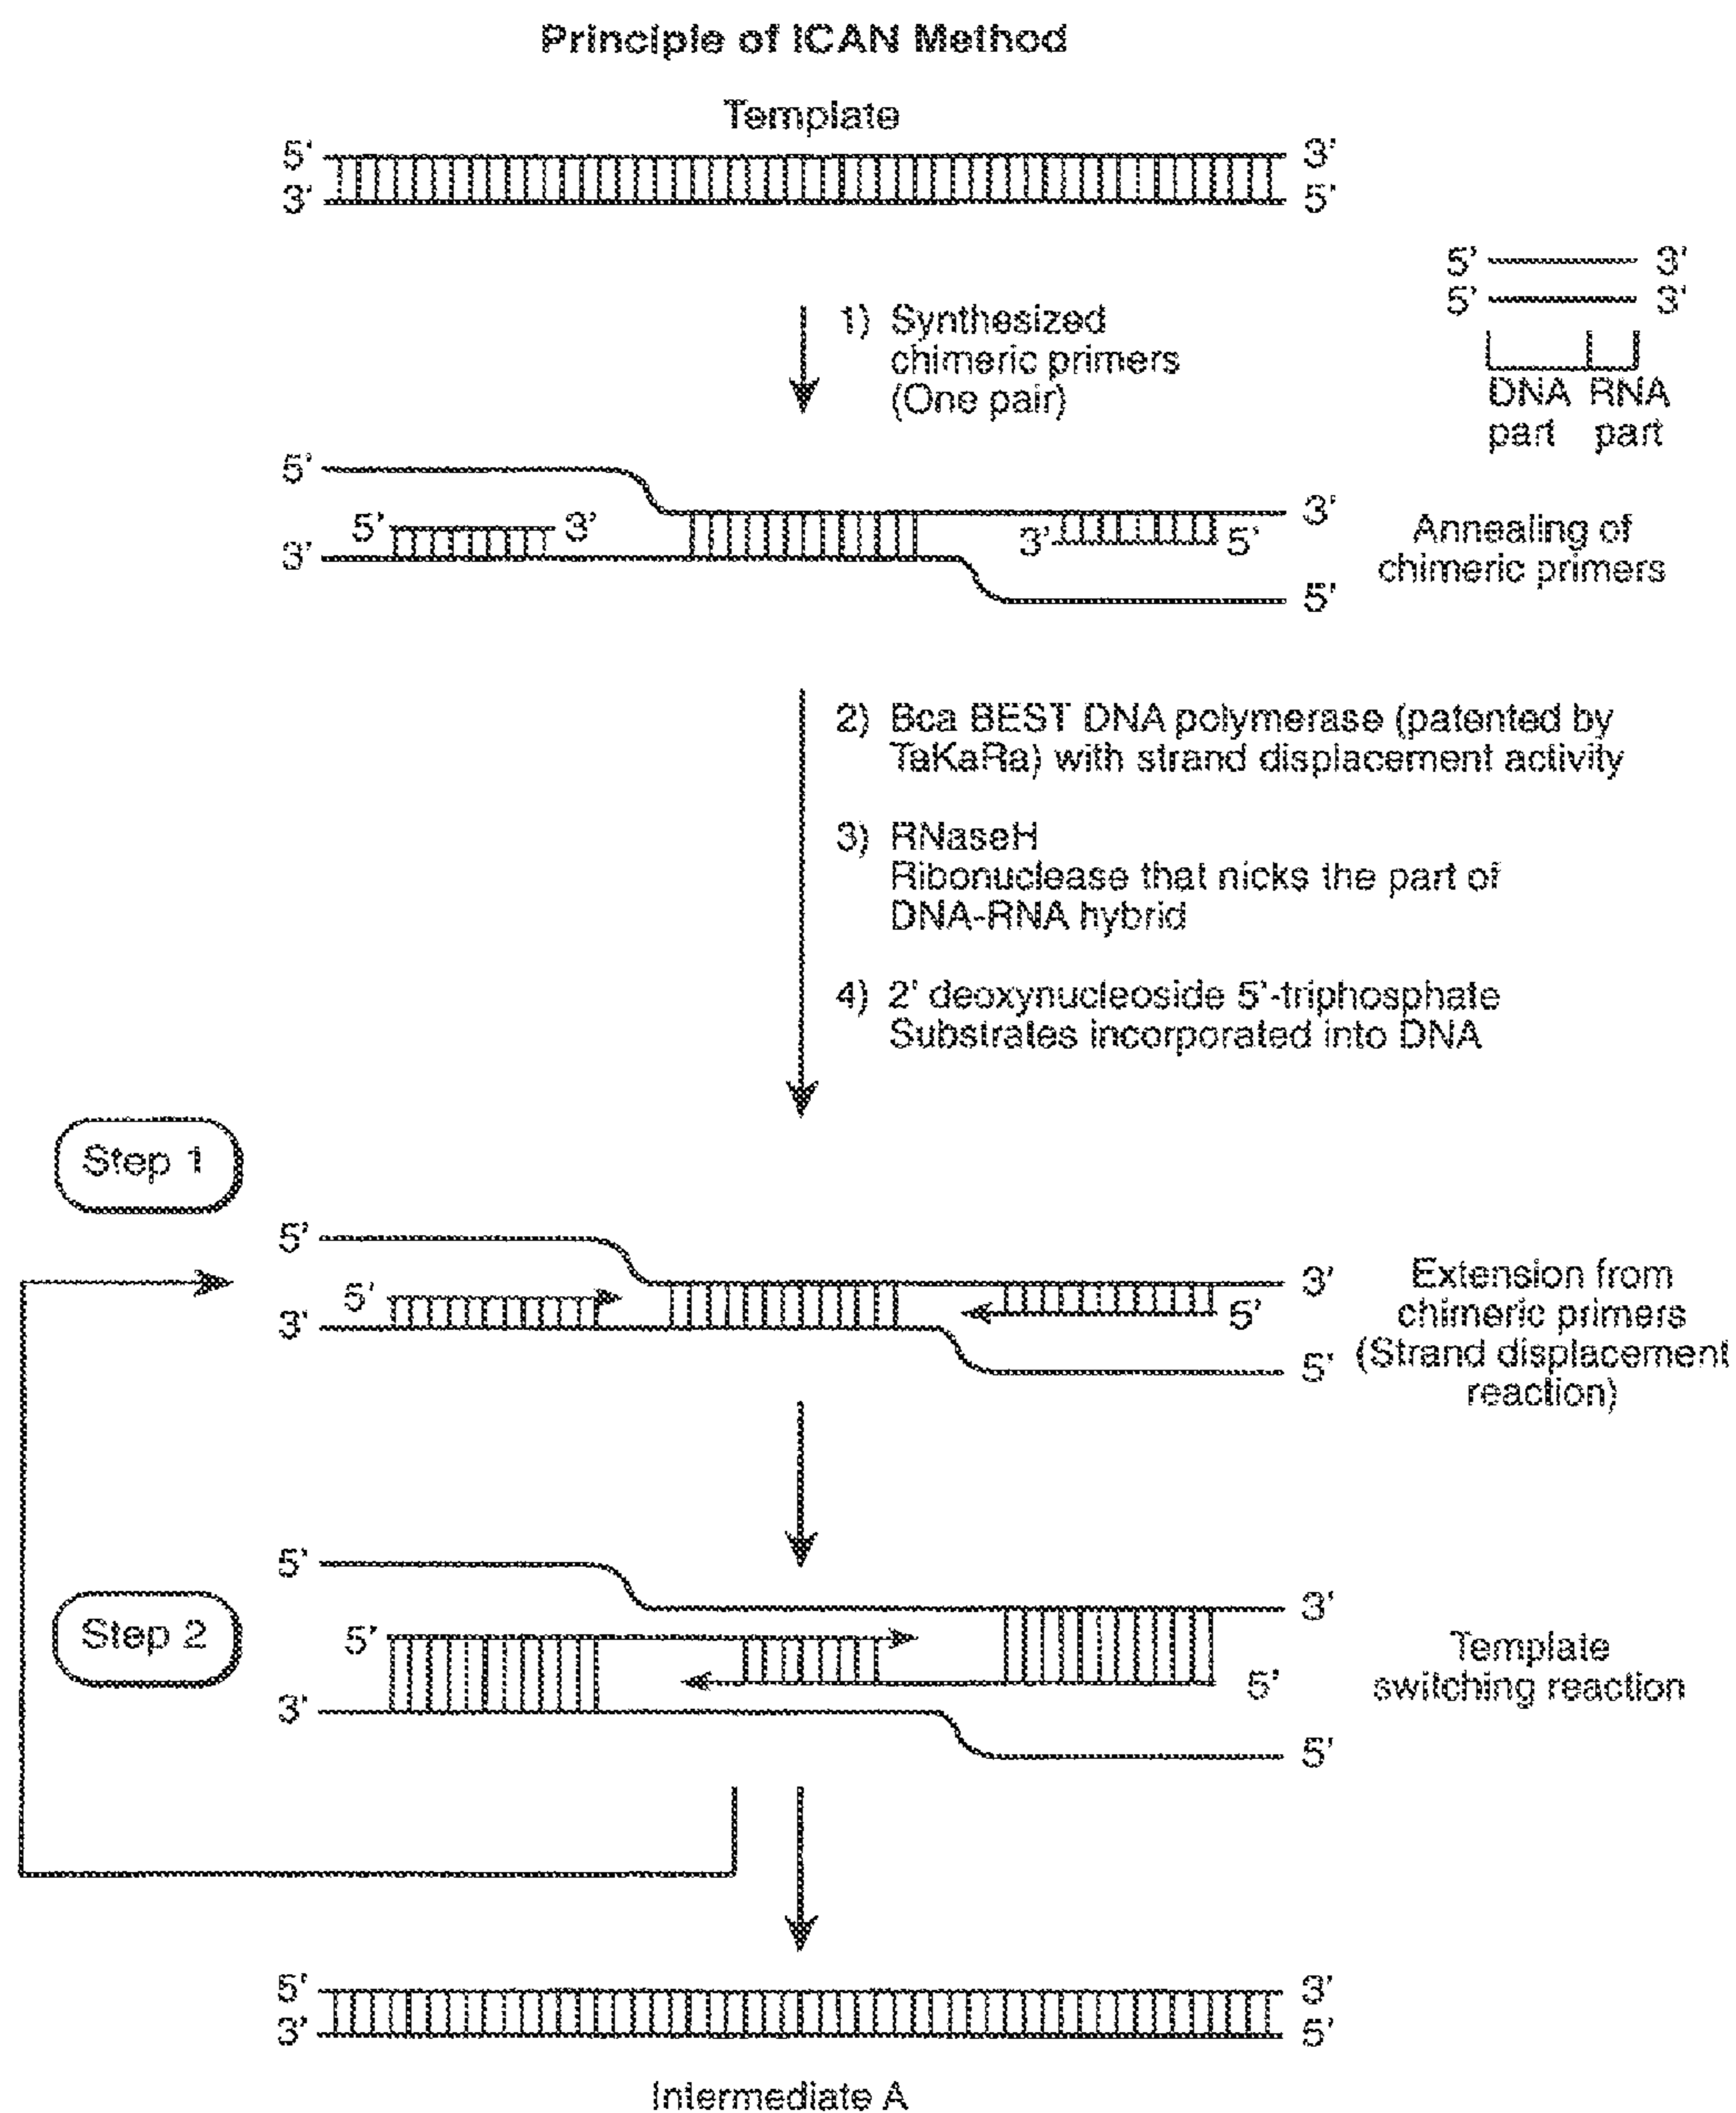 Principle of ICAN Method
Template
5' 3'
3' 5'
5' 3'
5' 3'
DNA RNA
part part
1) Synthesized
chimeric primers
(One pair)
5'
5' 3' 3' 5' 3'
3' 5'
Annealing of
chimeric primers
2) Bca BEST DNA polymerase (patented by
TaKaRa) with strand displacement activity
3) RNaseH
Ribonuclease that nicks the part of
DNA-RNA hybrid
4) 2' deoxynucleoside 5'-triphosphate
Substrates incorporated into DNA
Step 1
5'
5' 3'
3' 5'
5'
Extension from
chimeric primers
(Strand displacement
reaction)
5'
Step 2
3'
5' 5'
3'
5'
Template
switching reaction
5' 3'
3' 5'
Intermediate A